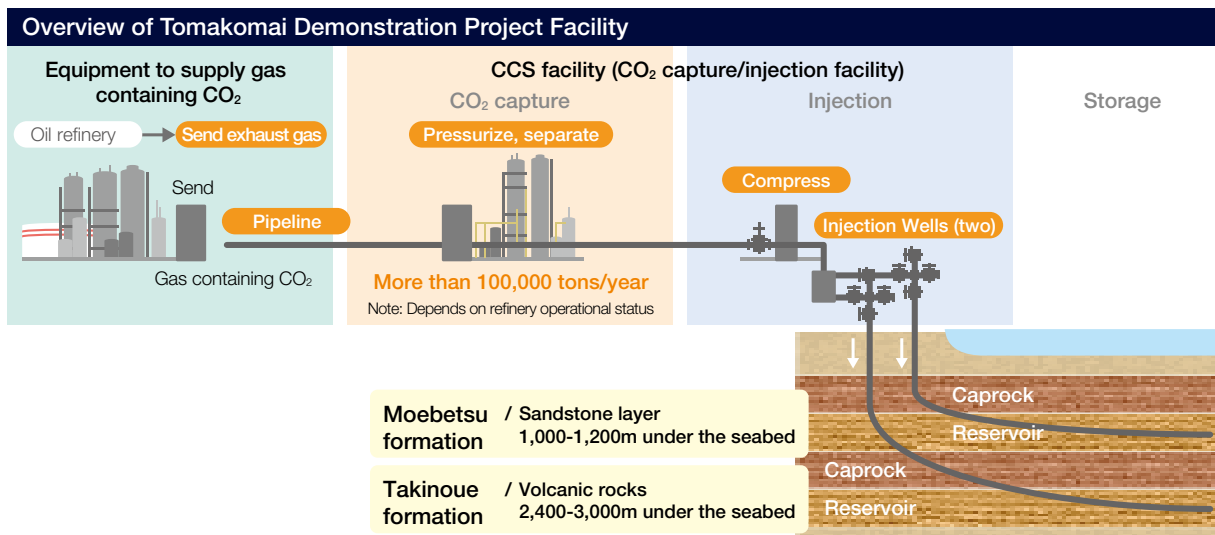 Overview of Tomakomai Demonstration Project Facility
Equipment to supply gas
containing CO₂
CCS facility (CO₂ capture/injection facility)
CO₂ capture
Injection
Storage
Oil refinery
Send exhaust gas
Pressurize, separate
Send
Compress
Pipeline
Injection Wells (two)
Gas containing CO₂
More than 100,000 tons/year
Note: Depends on refinery operational status
Caprock
Reservoir
Caprock
Reservoir
Moebetsu / Sandstone layer
formation 1,000-1,200m under the seabed
Takinoue / Volcanic rocks
formation 2,400-3,000m under the seabed